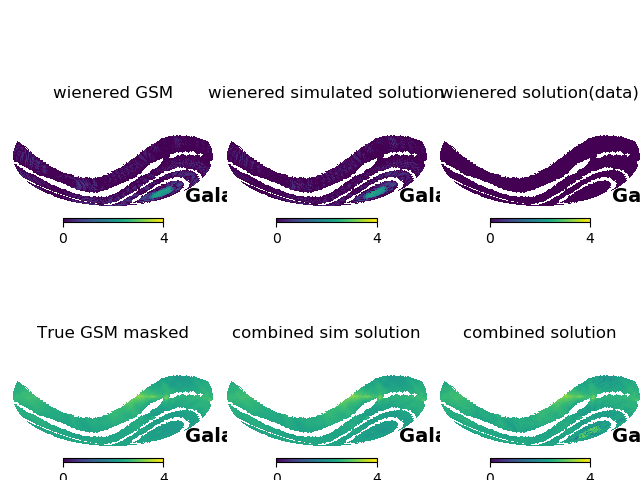 wienered GSM
wienered simulated solution
wienered solution(data)
Gala
Gala
Ga
0 4
0 4
0 4
True GSM masked
combined sim solution
combined solution
Gala
Gala
Ga
0 4
0 4
0 4